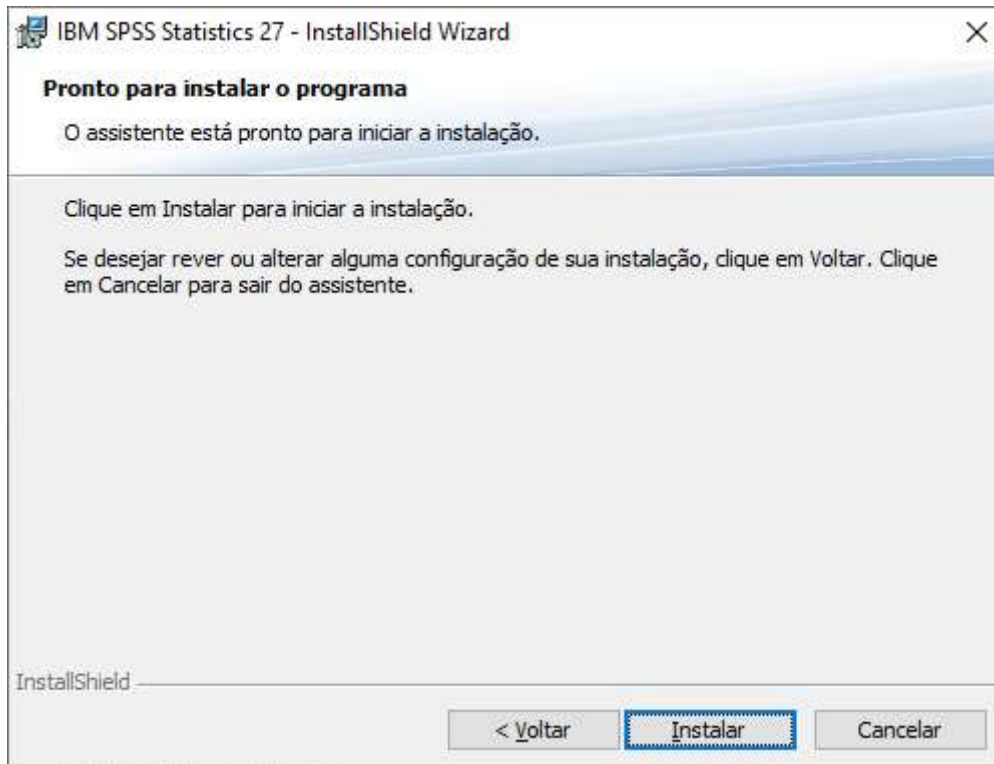 IBM SPSS Statistics 27 - InstallShield Wizard
Pronto para instalar o programa
O assistente está pronto para iniciar a instalação.
Clique em Instalar para iniciar a instalação.
Se desejar rever ou alterar alguma configuração de sua instalação, clique em Voltar. Clique
em Cancelar para sair do assistente.
InstallShield
< Voltar Instalar Cancelar